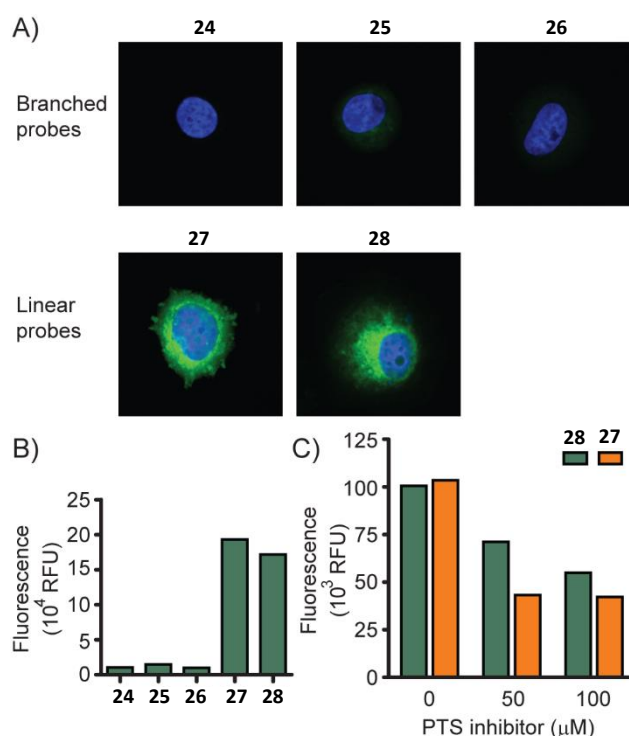 A)
24
25
26
Branched
probes
27
28
Linear
probes
B)
Fluorescence
(10⁴ RFU)
25
20
15
10
5
0
24
25
26
27
28
C)
28
27
Fluorescence
(10³ RFU)
125
100
75
50
25
0
0
50
100
PTS inhibitor (μM)